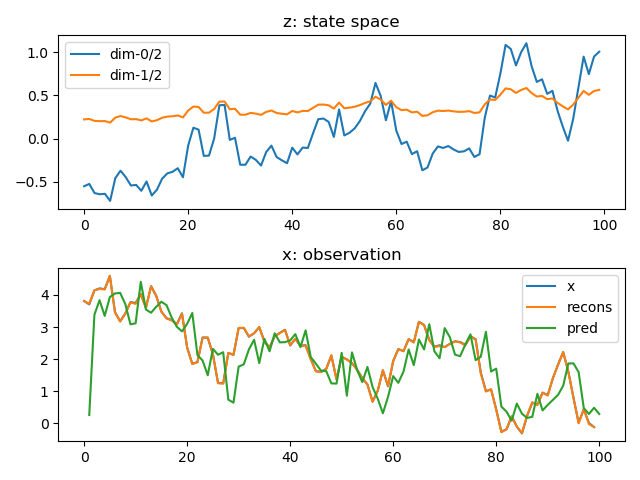 z: state space
dim-0/2
dim-1/2
1.0
0.5
0.0
−0.5
0 20 40 60 80 100
x: observation
x
recons
pred
4
3
2
1
0
0 20 40 60 80 100